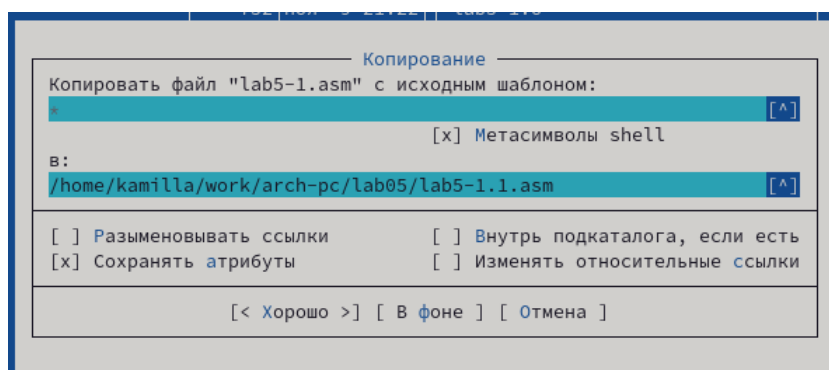 Копирование
Копировать файл "lab5-1.asm" с исходным шаблоном:
* [^]
[x] Метасимволы shell
в:
/home/kamilla/work/arch-pc/lab05/lab5-1.1.asm [^]
[ ] Разыменовывать ссылки [ ] Внутрь подкаталога, если есть
[x] Сохранять атрибуты [ ] Изменять относительные ссылки
[< Хорошо >] [ В фоне ] [ Отмена ]